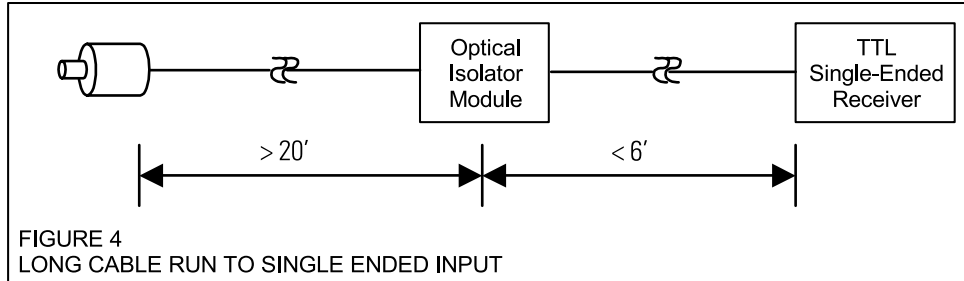 Optical
Isolator
Module
TTL
Single-Ended
Receiver
> 20′
< 6′
FIGURE 4
LONG CABLE RUN TO SINGLE ENDED INPUT